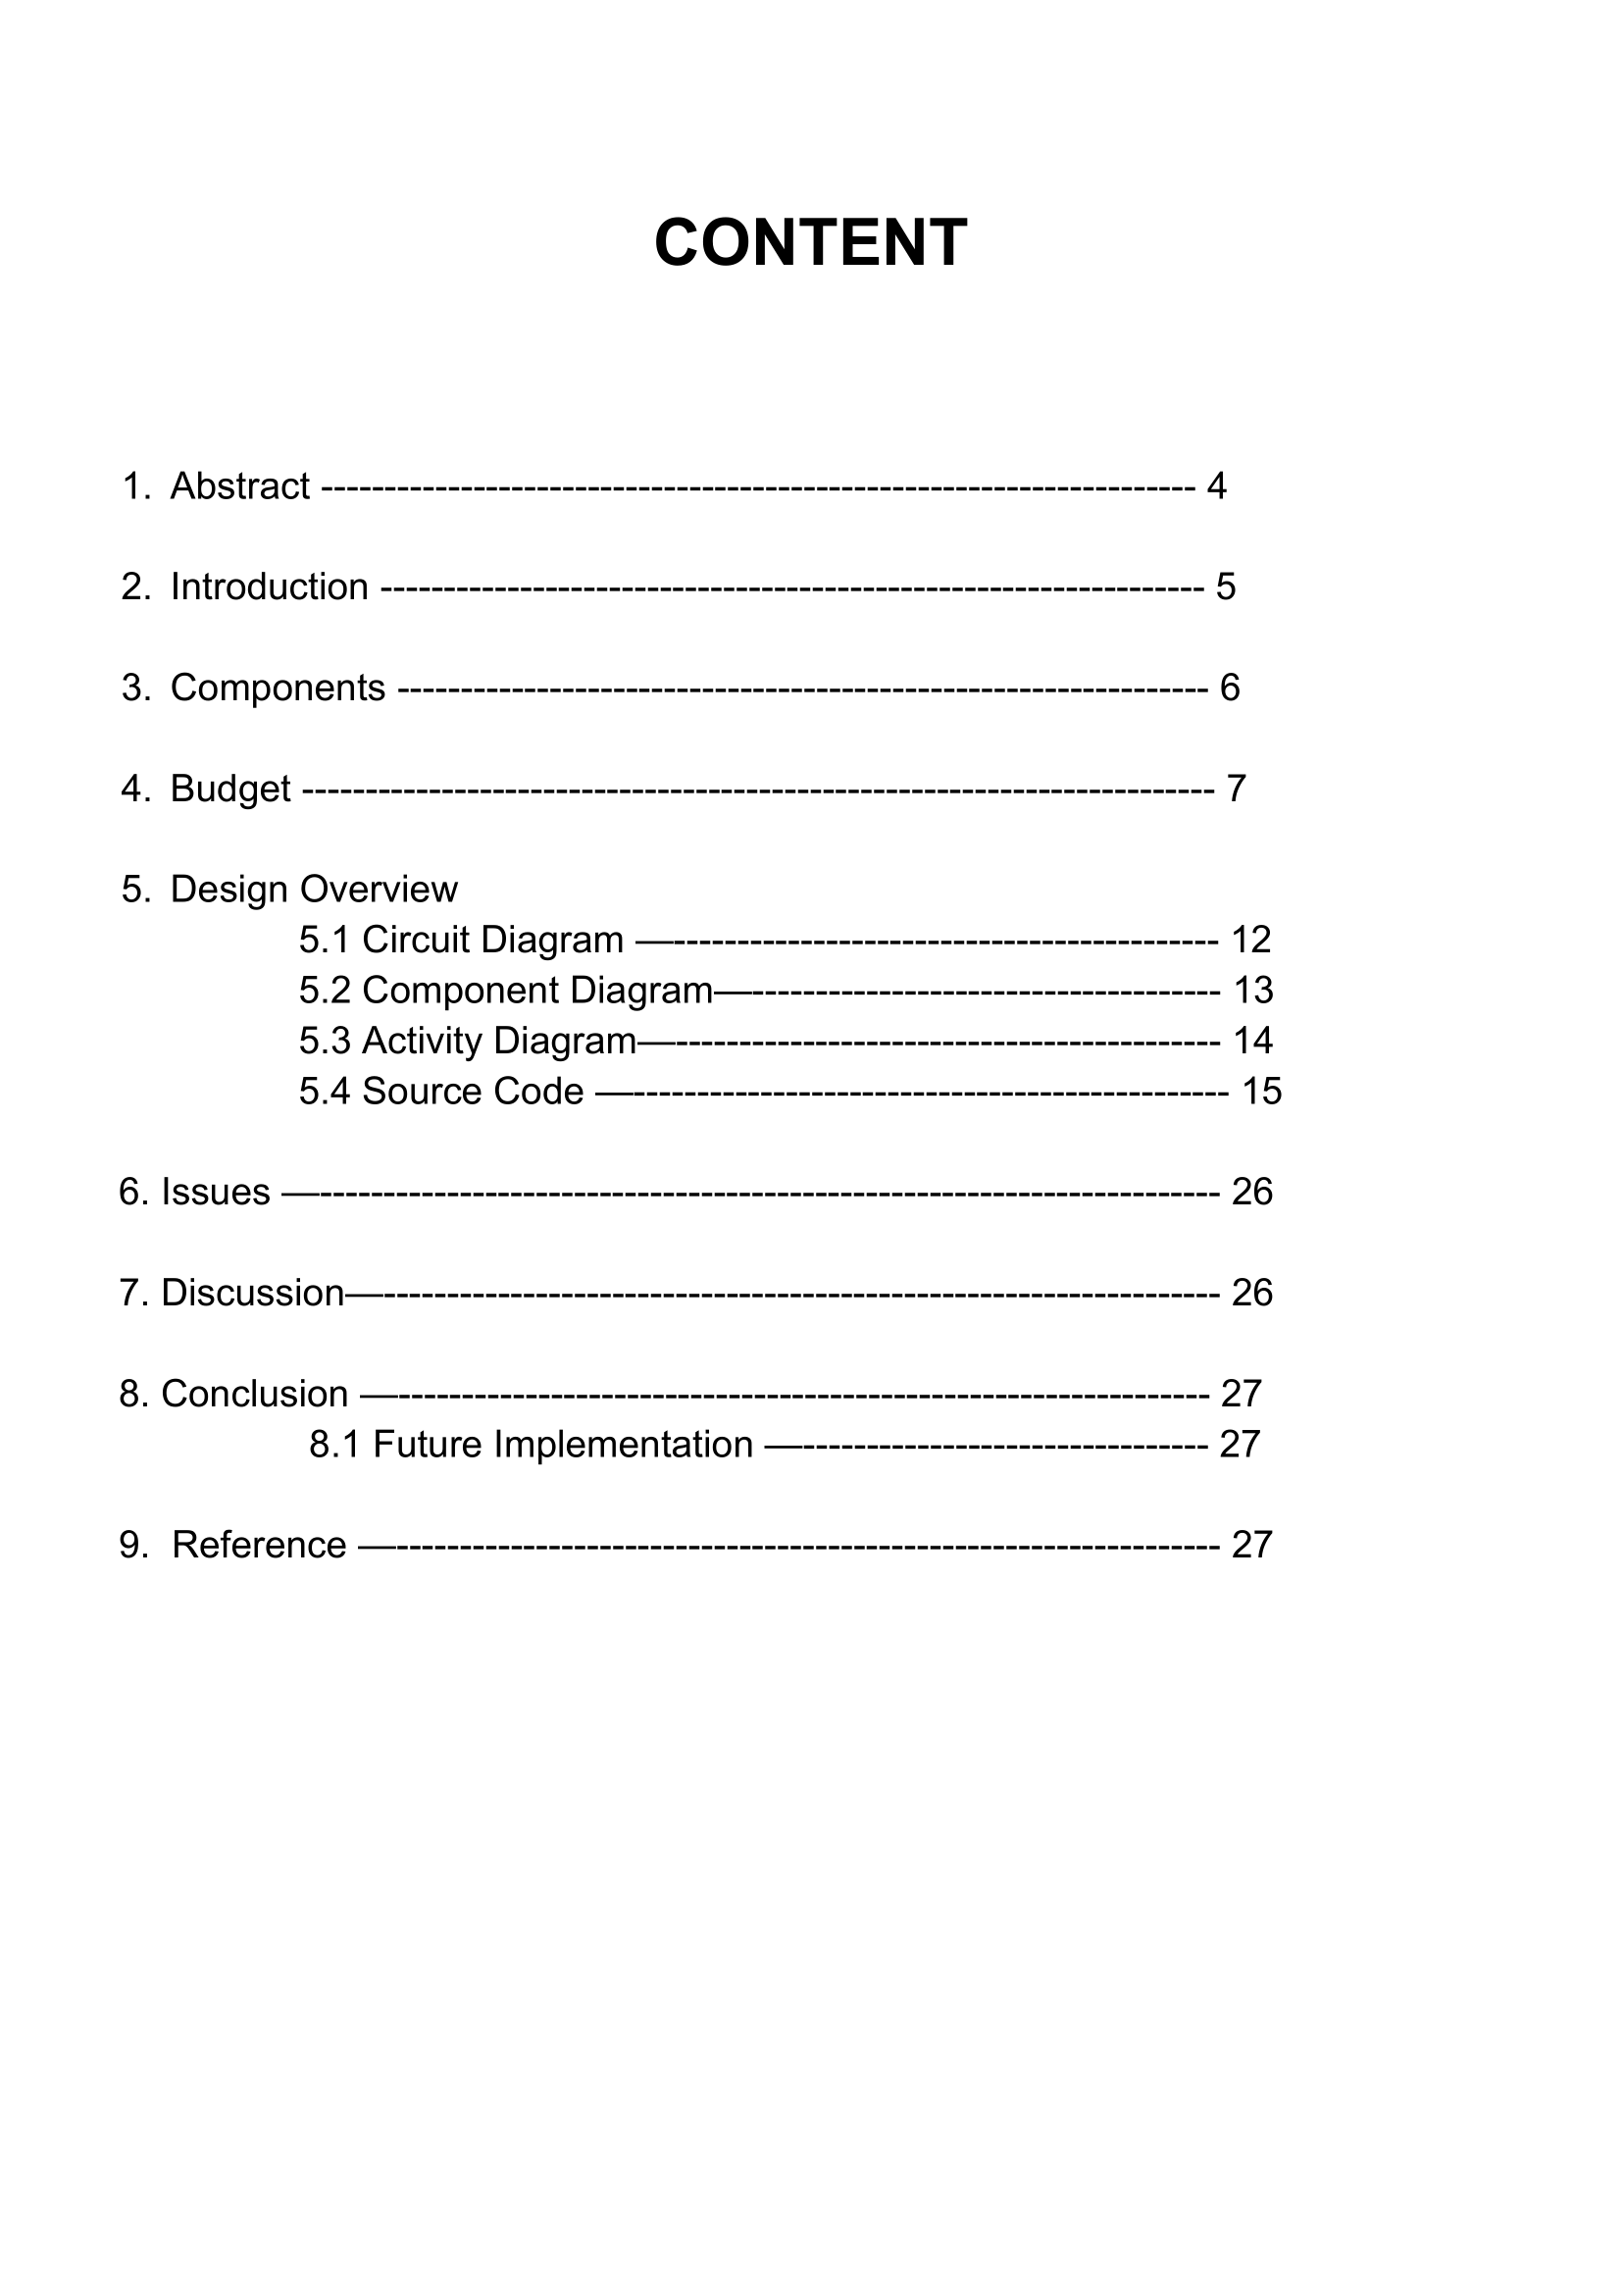 CONTENT
1. Abstract --------------------------------------------------------------------- 4
2. Introduction ----------------------------------------------------------------- 5
3. Components ---------------------------------------------------------------- 6
4. Budget ------------------------------------------------------------------------ 7
5. Design Overview
5.1 Circuit Diagram —------------------------------------------- 12
5.2 Component Diagram—------------------------------------- 13
5.3 Activity Diagram—------------------------------------------- 14
5.4 Source Code —----------------------------------------------- 15
6. Issues —----------------------------------------------------------------------- 26
7. Discussion—------------------------------------------------------------------ 26
8. Conclusion —---------------------------------------------------------------- 27
8.1 Future Implementation —-------------------------------- 27
9. Reference —----------------------------------------------------------------- 27